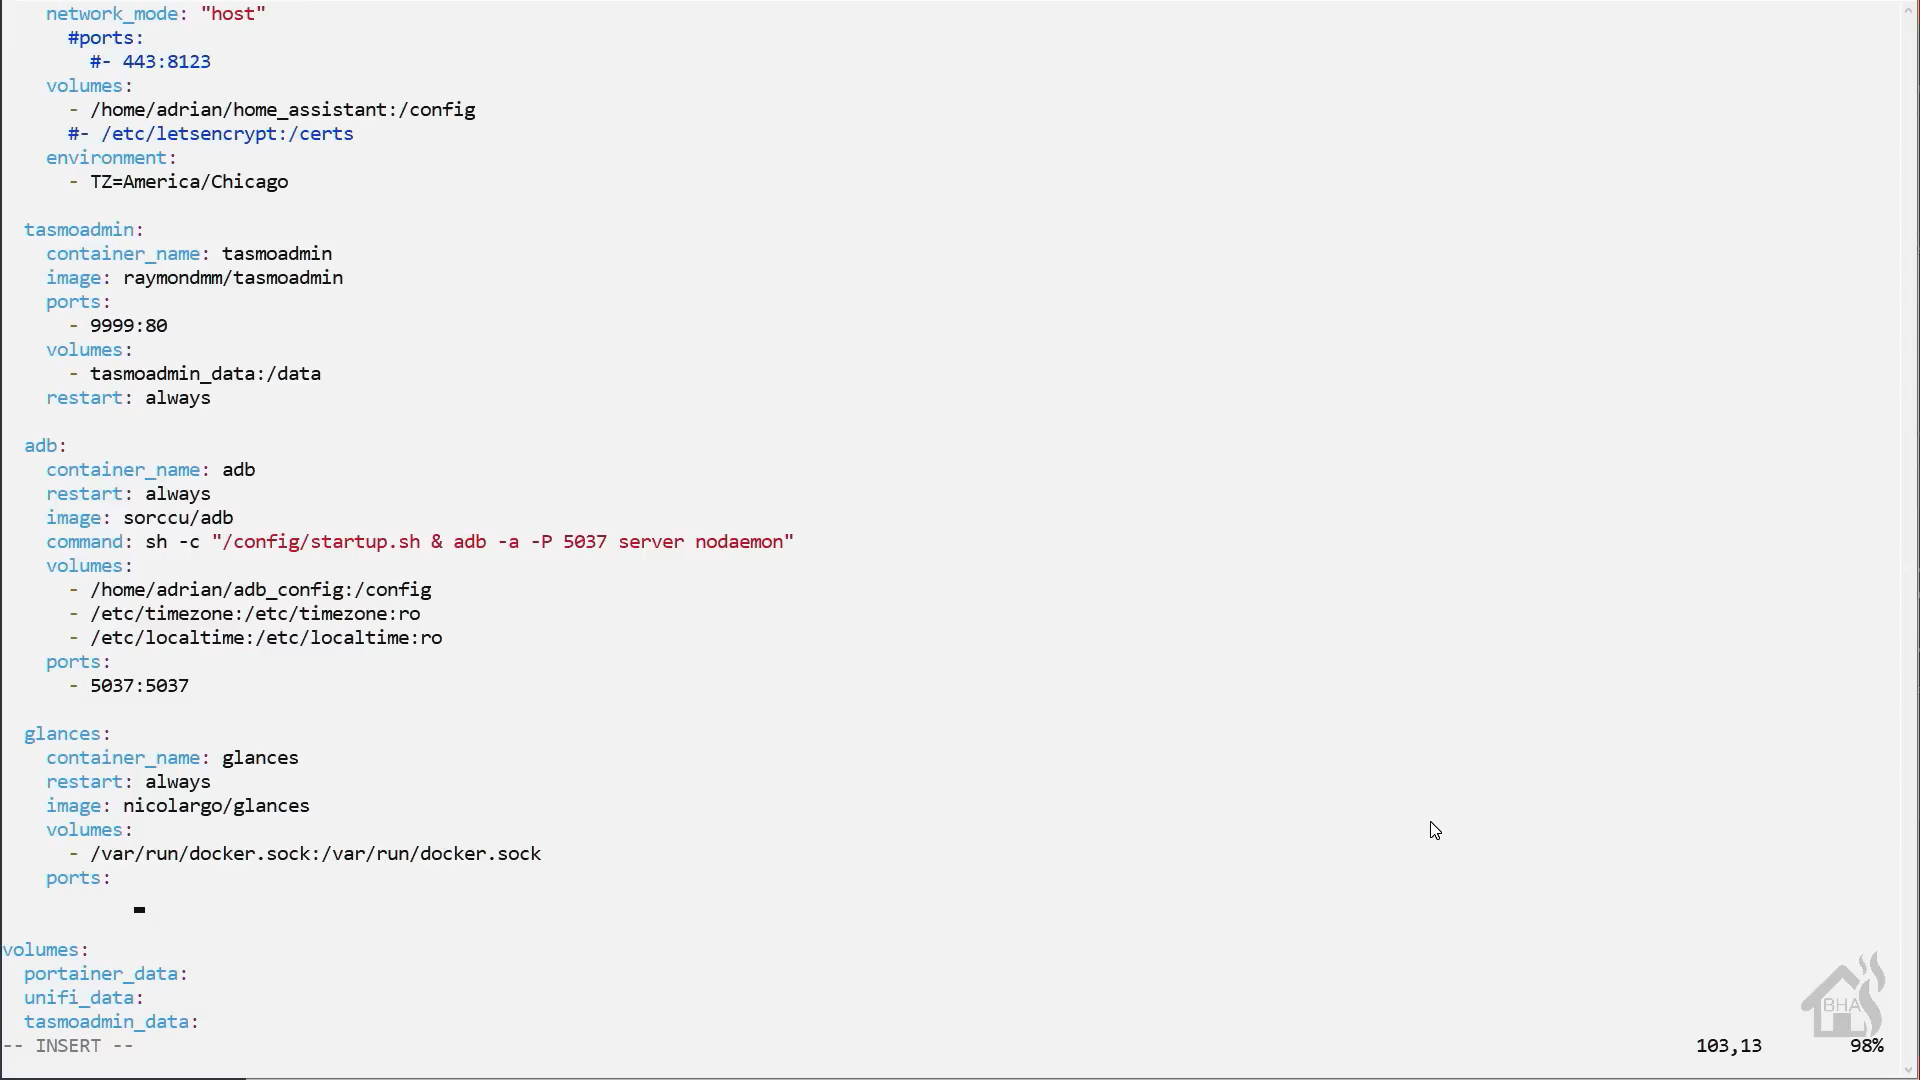 network_mode: "host"
#ports:
#- 443:8123
volumes:
- /home/adrian/home_assistant:/config
#- /etc/letsencrypt:/certs
environment:
- TZ=America/Chicago
tasmoadmin:
container_name: tasmoadmin
image: raymondmm/tasmoadmin
ports:
- 9999:80
volumes:
- tasmoadmin_data:/data
restart: always
adb:
container_name: adb
restart: always
image: sorccu/adb
command: sh -c "/config/startup.sh & adb -a -P 5037 server nodaemon"
volumes:
- /home/adrian/adb_config:/config
- /etc/timezone:/etc/timezone:ro
- /etc/localtime:/etc/localtime:ro
ports:
- 5037:5037
glances:
container_name: glances
restart: always
image: nicolargo/glances
volumes:
- /var/run/docker.sock:/var/run/docker.sock
ports:
volumes:
portainer_data:
unifi_data:
tasmoadmin_data:
BHA
-- INSERT -- 103,13 98%